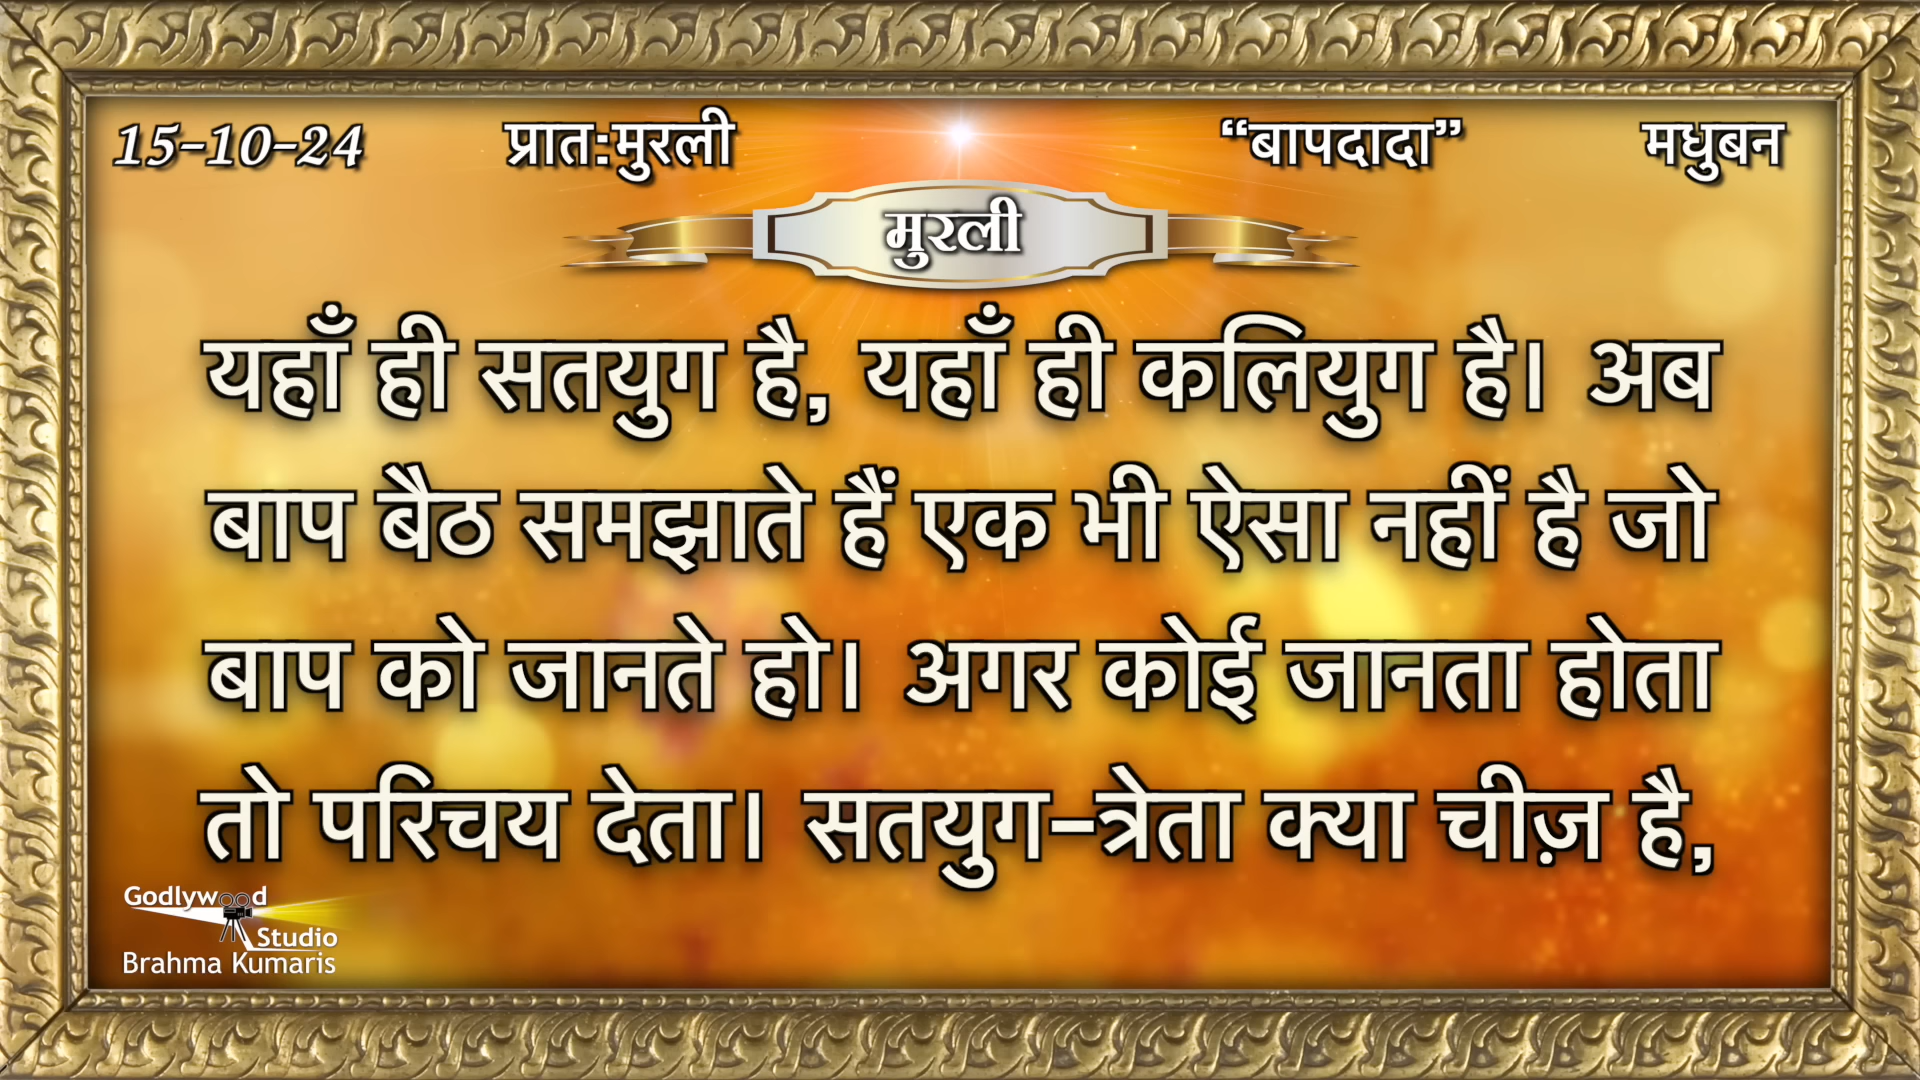 15-10-24 प्रात:मुरली “बापदादा” मधुबन
मुरली
यहाँ ही सतयुग है, यहाँ ही कलियुग है। अब
बाप बैठ समझाते हैं एक भी ऐसा नहीं है जो
बाप को जानते हो। अगर कोई जानता होता
तो परिचय देता। सतयुग-त्रेता क्या चीज़ है,
Godlywood
Studio
Brahma Kumaris